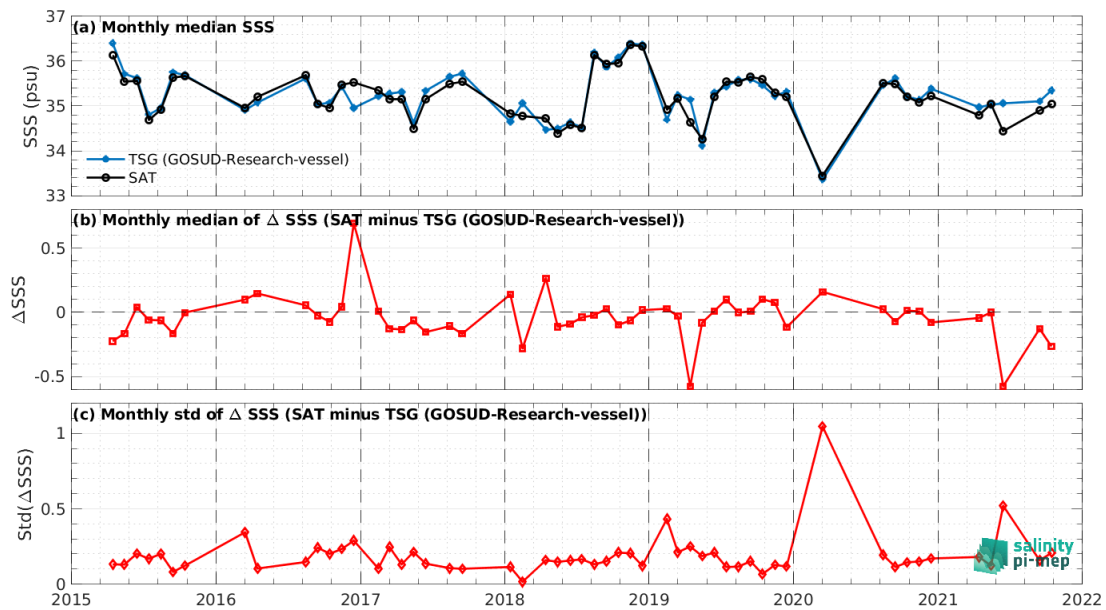 (a) Monthly median SSS
37
36
35
34
33
SSS (psu)
TSG (GOSUD-Research-vessel)
SAT
(b) Monthly median of Δ SSS (SAT minus TSG (GOSUD-Research-vessel))
0.5
0
-0.5
ΔSSS
(c) Monthly std of Δ SSS (SAT minus TSG (GOSUD-Research-vessel))
1
0.5
0
Std(ΔSSS)
salinity
pi-mep
2015 2016 2017 2018 2019 2020 2021 2022